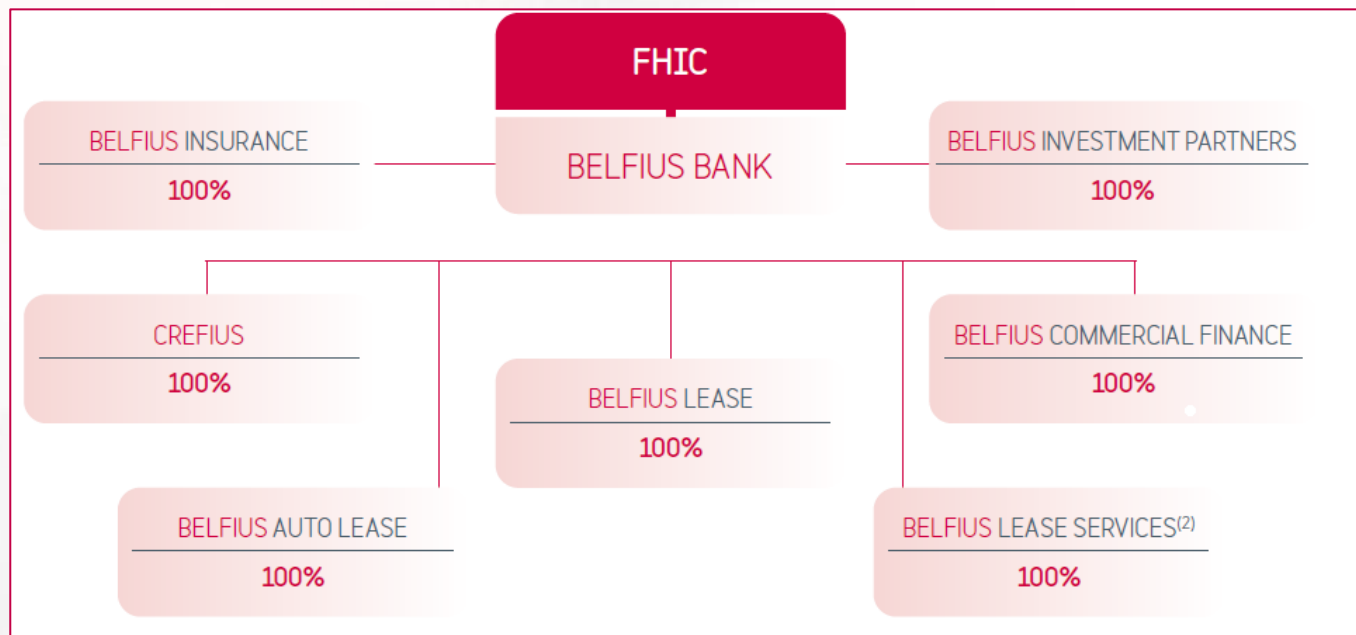 FHIC
BELFIUS BANK
BELFIUS INSURANCE
100%
BELFIUS INVESTMENT PARTNERS
100%
CREFIUS
100%
BELFIUS LEASE
100%
BELFIUS COMMERCIAL FINANCE
100%
BELFIUS AUTO LEASE
100%
BELFIUS LEASE SERVICES(2)
100%